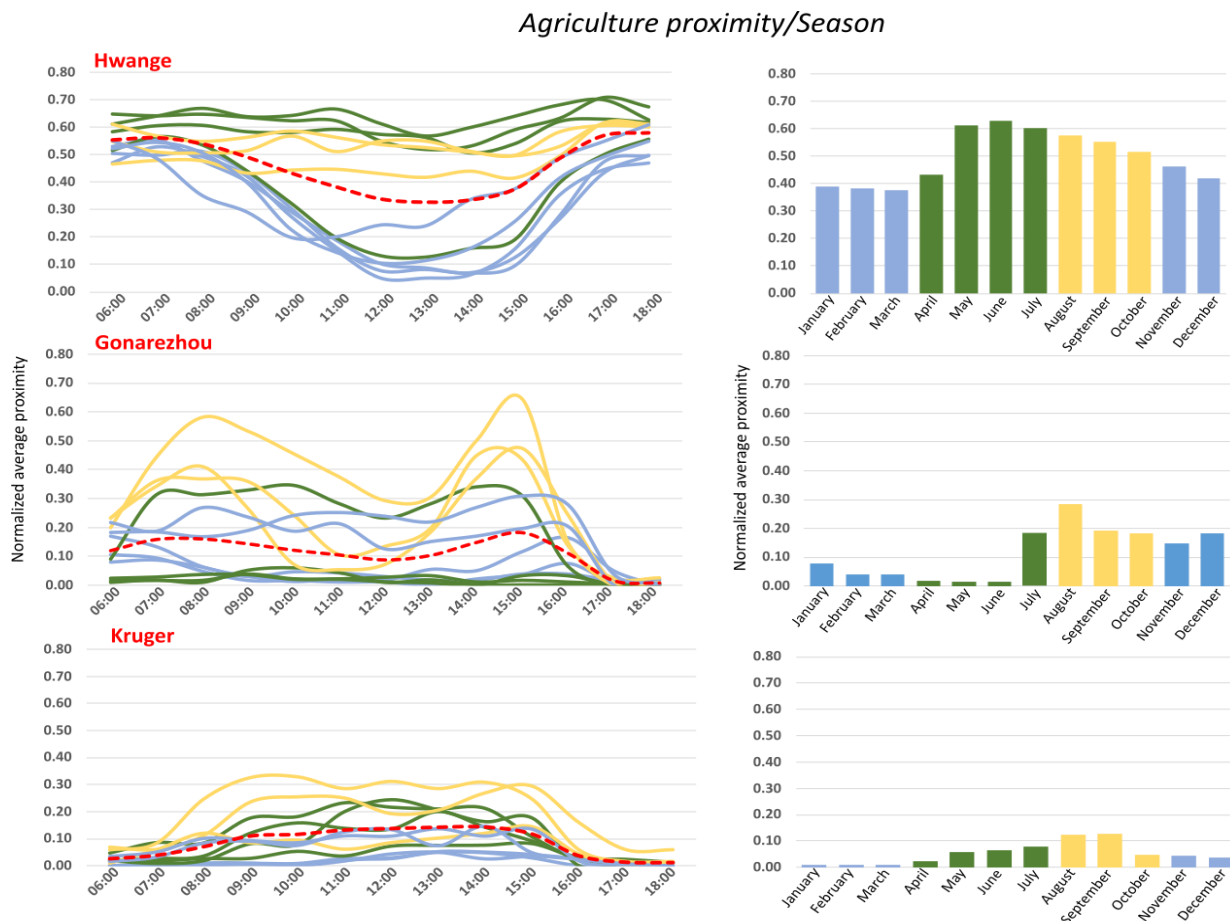 Agriculture proximity/Season
Hwange
0.80
0.70
0.60
0.50
0.40
0.30
0.20
0.10
0.00
06:00
07:00
08:00
09:00
10:00
11:00
12:00
13:00
14:00
15:00
16:00
17:00
18:00
0.80
0.70
0.60
0.50
0.40
0.30
0.20
0.10
0.00
January
February
March
April
May
June
July
August
September
October
November
December
Normalized average proximity
Gonarezhou
0.80
0.70
0.60
0.50
0.40
0.30
0.20
0.10
0.00
06:00
07:00
08:00
09:00
10:00
11:00
12:00
13:00
14:00
15:00
16:00
17:00
18:00
Normalized average proximity
0.80
0.70
0.60
0.50
0.40
0.30
0.20
0.10
0.00
January
February
March
April
May
June
July
August
September
October
November
December
Kruger
0.80
0.70
0.60
0.50
0.40
0.30
0.20
0.10
0.00
06:00
07:00
08:00
09:00
10:00
11:00
12:00
13:00
14:00
15:00
16:00
17:00
18:00
0.80
0.70
0.60
0.50
0.40
0.30
0.20
0.10
0.00
January
February
March
April
May
June
July
August
September
October
November
December